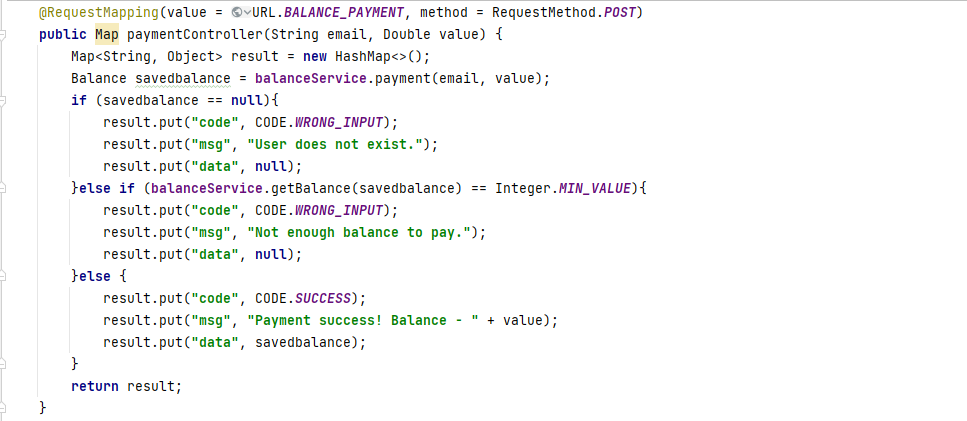 @RequestMapping(value = URL.BALANCE_PAYMENT, method = RequestMethod.POST)
public Map paymentController(String email, Double value) {
    Map<String, Object> result = new HashMap<>();
    Balance savedbalance = balanceService.payment(email, value);
    if (savedbalance == null){
        result.put("code", CODE.WRONG_INPUT);
        result.put("msg", "User does not exist.");
        result.put("data", null);
    }else if (balanceService.getBalance(savedbalance) == Integer.MIN_VALUE){
        result.put("code", CODE.WRONG_INPUT);
        result.put("msg", "Not enough balance to pay.");
        result.put("data", null);
    }else {
        result.put("code", CODE.SUCCESS);
        result.put("msg", "Payment success! Balance - " + value);
        result.put("data", savedbalance);
    }
    return result;
}